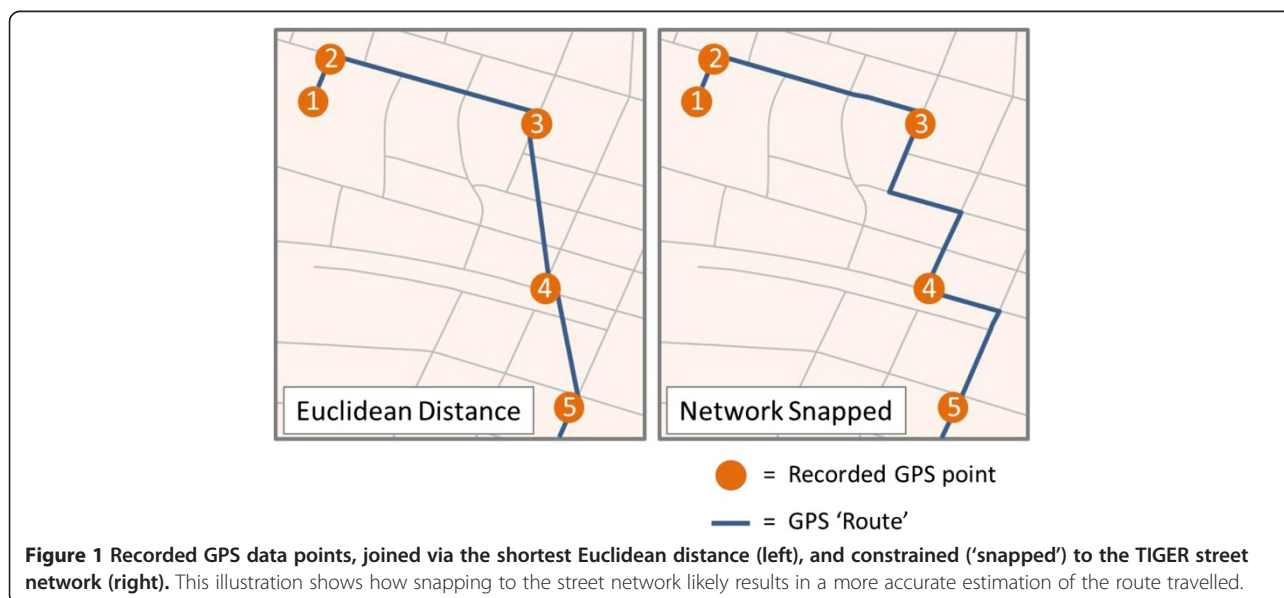 2
1
3
4
5
Euclidean Distance
2
1
3
4
5
Network Snapped
= Recorded GPS point
= GPS ‘Route’
Figure 1 Recorded GPS data points, joined via the shortest Euclidean distance (left), and constrained (‘snapped’) to the TIGER street
network (right). This illustration shows how snapping to the street network likely results in a more accurate estimation of the route travelled.